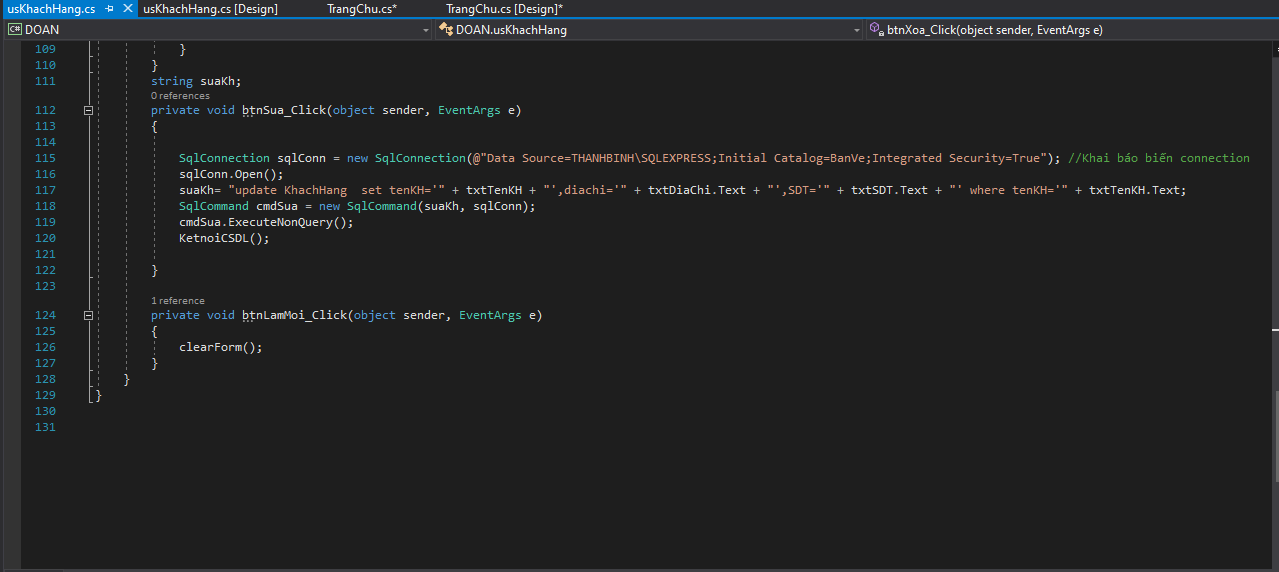 usKhachHang.cs usKhachHang.cs [Design] TrangChu.cs* TrangChu.cs [Design]*
C# DOAN DOAN.usKhachHang btnXoa_Click(object sender, EventArgs e)
109 }
110 }
111 string suaKh;
0 references
112 private void btnSua_Click(object sender, EventArgs e)
113 {
114
115 SqlConnection sqlConn = new SqlConnection(@"Data Source=THANHBINH\SQLEXPRESS;Initial Catalog=BanVe;Integrated Security=True"); //Khai báo biến connection
116 sqlConn.Open();
117 suaKh= "update KhachHang  set tenKH='" + txtTenKH + "',diachi='" + txtDiaChi.Text + "',SDT='" + txtSDT.Text + "' where tenKH='" + txtTenKH.Text;
118 SqlCommand cmdSua = new SqlCommand(suaKh, sqlConn);
119 cmdSua.ExecuteNonQuery();
120 KetnoiCSDL();
121
122 }
123
1 reference
124 private void btnLamMoi_Click(object sender, EventArgs e)
125 {
126 clearForm();
127 }
128 }
129 }
130
131